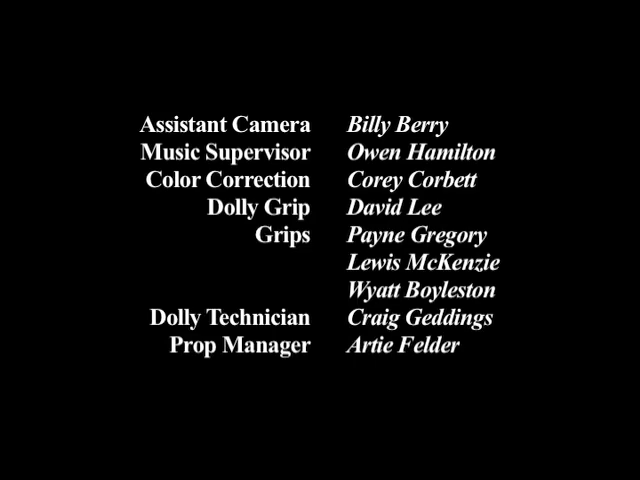 Assistant Camera Billy Berry
Music Supervisor Owen Hamilton
Color Correction Corey Corbett
Dolly Grip David Lee
Grips Payne Gregory
Lewis McKenzie
Wyatt Boyleston
Dolly Technician Craig Geddings
Prop Manager Artie Felder